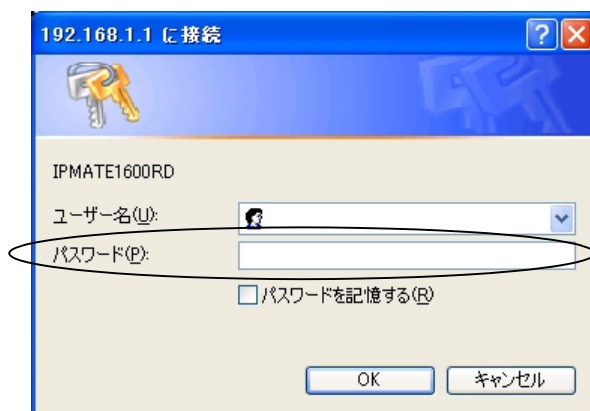 192.168.1.1 に接続
IPMATE1600RD
ユーザー名(U):
パスワード(P):
パスワードを記憶する(R)
OK
キャンセル